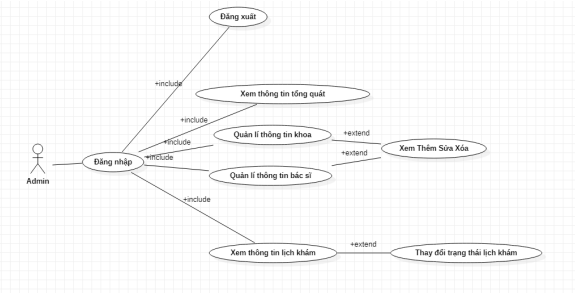 Đăng xuất
+include
Xem thông tin tổng quát
+include
Quản lí thông tin khoa
+extend
+include
Xem Thêm Sửa Xóa
+extend
+include
Đăng nhập
Quản lí thông tin bác sĩ
Admin
+include
+extend
Xem thông tin lịch khám
Thay đổi trạng thái lịch khám